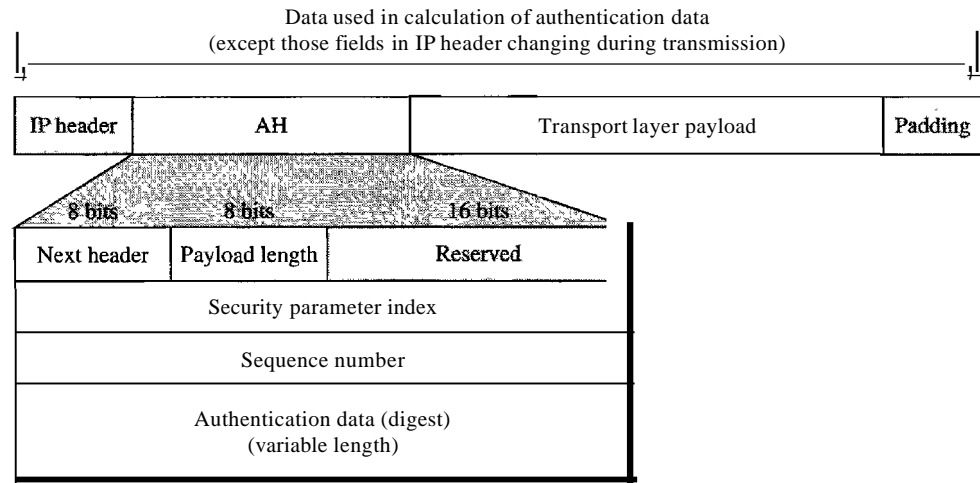 Data used in calculation of authentication data
(except those fields in IP header changing during transmission)
IP header AH Transport layer payload Padding
8 bits 8 bits 16 bits
Next header Payload length Reserved
Security parameter index
Sequence number
Authentication data (digest)
(variable length)